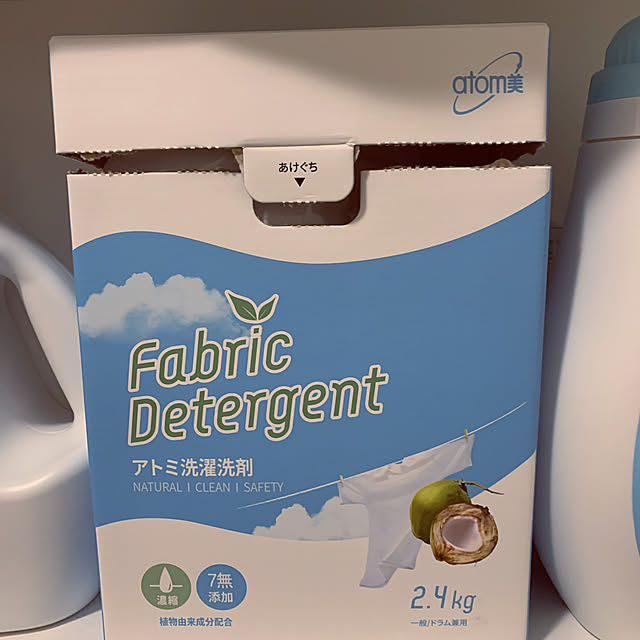 atom美
あけぐち
▼
Fabric
Detergent
アトミ洗濯洗剤
NATURAL | CLEAN | SAFETY
濃縮
7無
添加
植物由来成分配合
2.4kg
一般/ドラム兼用